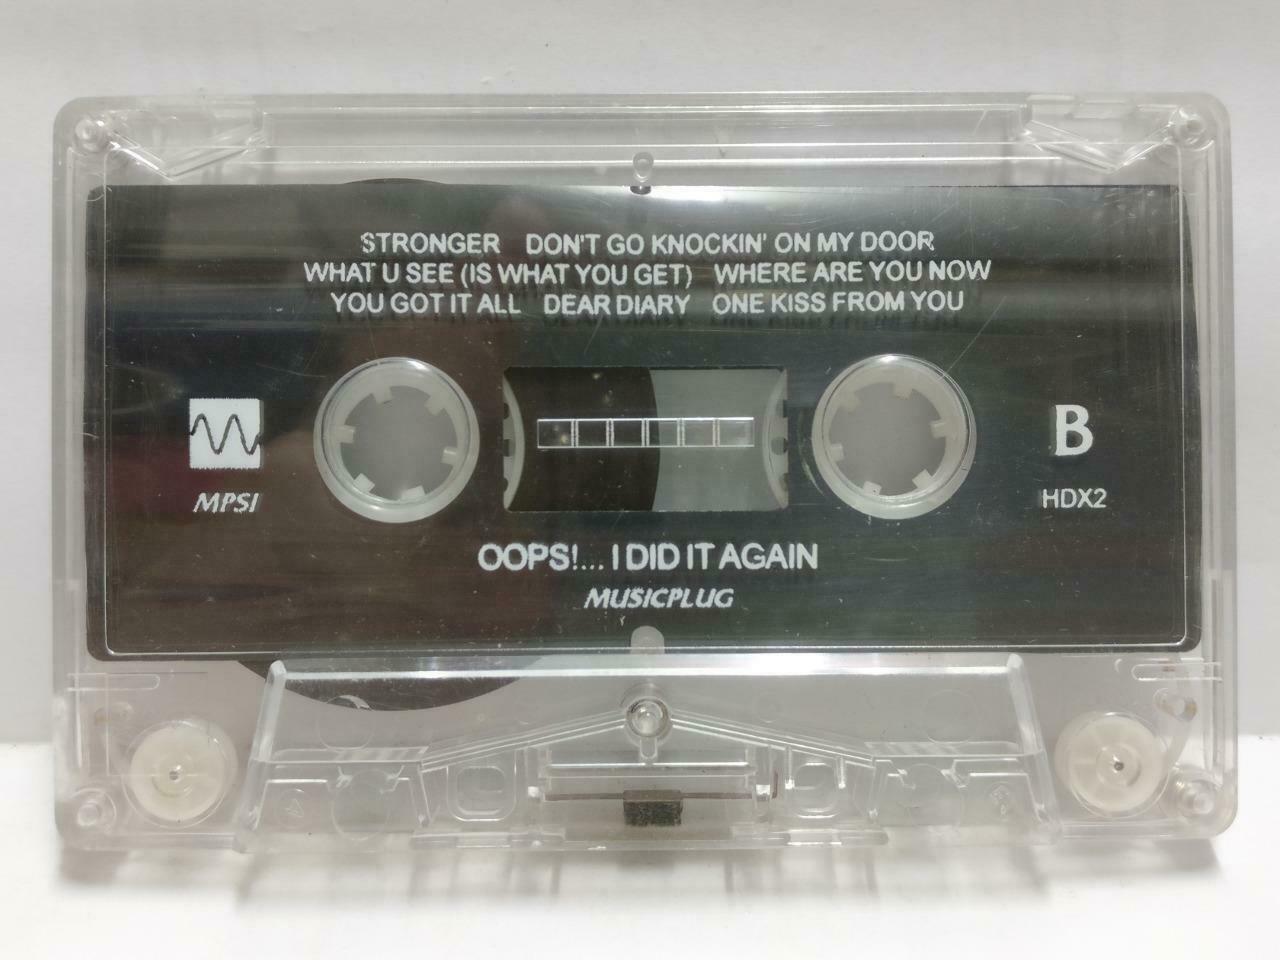 STRONGER DON'T GO KNOCKIN' ON MY DOOR
WHAT U SEE (IS WHAT YOU GET) WHERE ARE YOU NOW
YOU GOT IT ALL DEAR DIARY ONE KISS FROM YOU
MPSI
B
HDX2
OOPS!... I DID IT AGAIN
MUSICPLUG